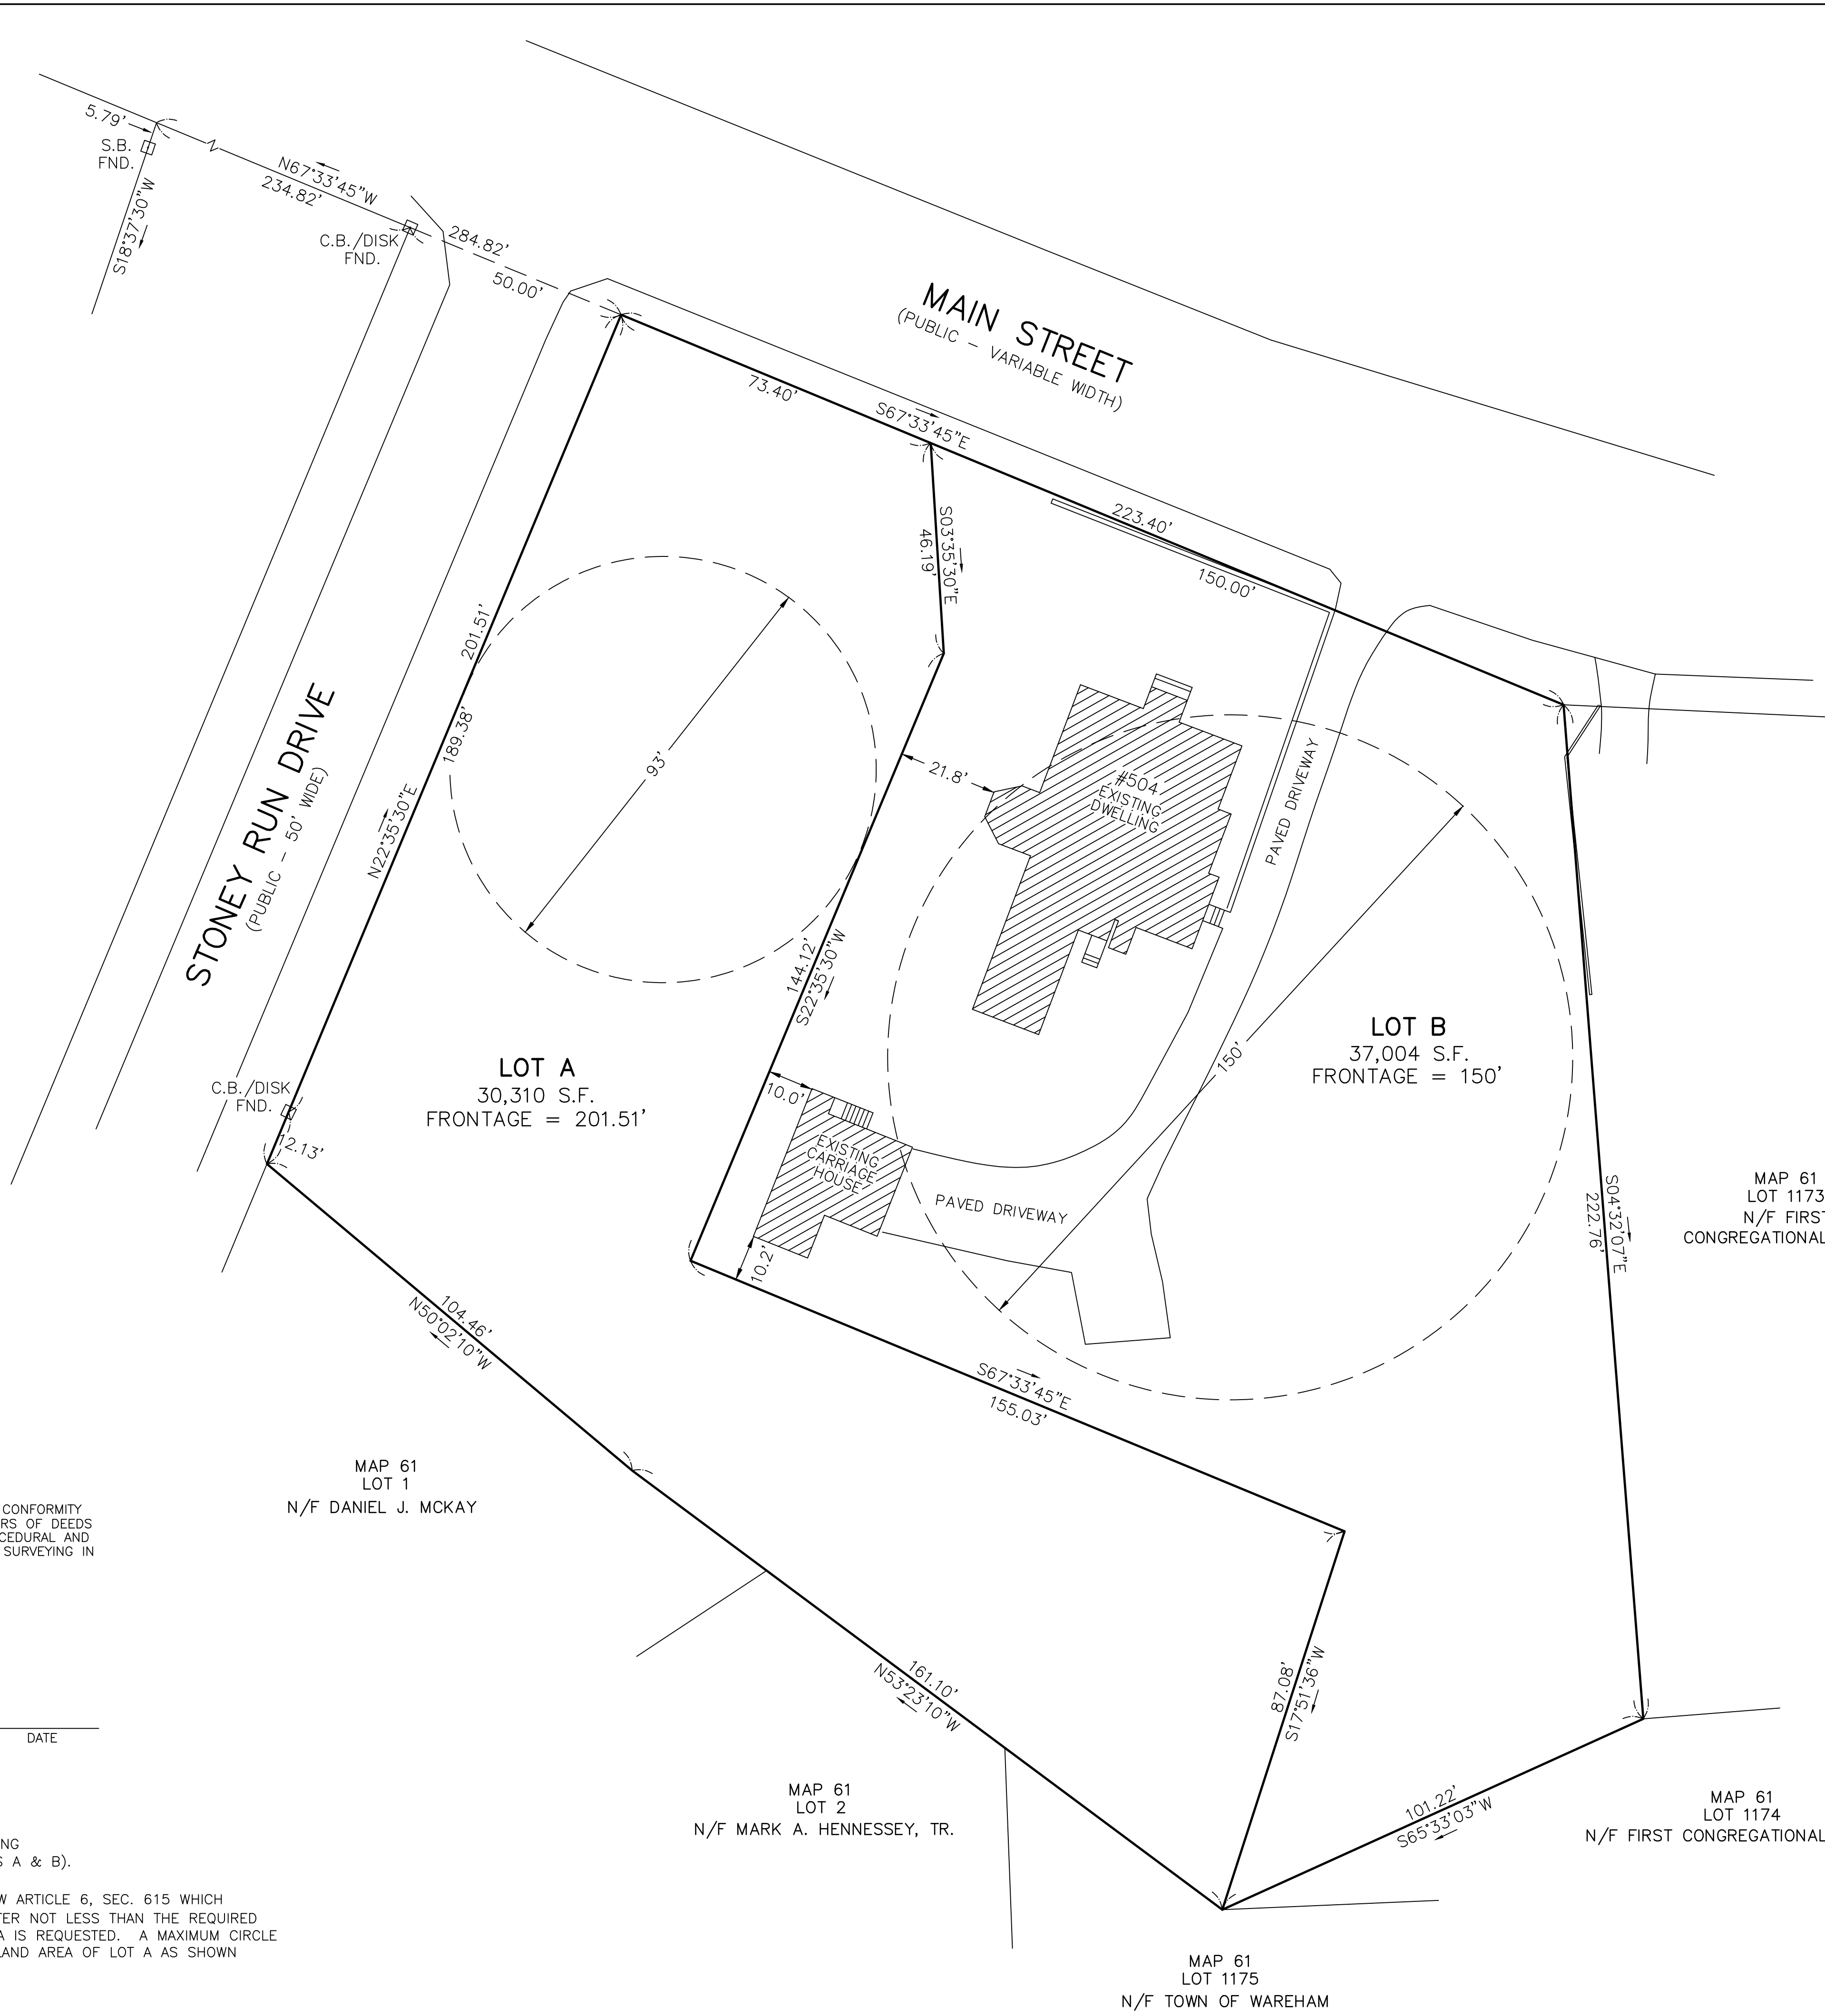 5.79'
S.B.
FND.
S18°37'30"W
N67°33'45"W
234.82'
C.B./DISK
FND.
284.82'
50.00'
MAIN STREET
(PUBLIC - VARIABLE WIDTH)
73.40'
S67°33'45"E
223.40'
150.00'
S03°35'30"E
46.19'
201.51'
189.38'
N22°35'30"E
STONEY RUN DRIVE
(PUBLIC - 50' WIDE)
93'
21.8'
#504
EXISTING
DWELLING
PAVED DRIVEWAY
144.12'
S22°35'30"W
LOT A
30,310 S.F.
FRONTAGE = 201.51'
LOT B
37,004 S.F.
FRONTAGE = 150'
150'
C.B./DISK
FND.
12.13'
10.0'
EXISTING
CARRIAGE
HOUSE
PAVED DRIVEWAY
10.2'
S04°32'07"E
222.76'
MAP 61
LOT 1173
N/F FIRST
CONGREGATIONAL
104.46'
N50°02'10"W
S67°33'45"E
155.03'
MAP 61
LOT 1
N/F DANIEL J. MCKAY
CONFORMITY
RS OF DEEDS
CEDURAL AND
SURVEYING IN
161.10'
N53°23'10"W
87.08'
S17°51'36"W
DATE
MAP 61
LOT 2
N/F MARK A. HENNESSEY, TR.
101.22'
S65°33'03"W
MAP 61
LOT 1174
N/F FIRST CONGREGATIONAL
NG
S A & B).
W ARTICLE 6, SEC. 615 WHICH
TER NOT LESS THAN THE REQUIRED
A IS REQUESTED. A MAXIMUM CIRCLE
LAND AREA OF LOT A AS SHOWN
MAP 61
LOT 1175
N/F TOWN OF WAREHAM